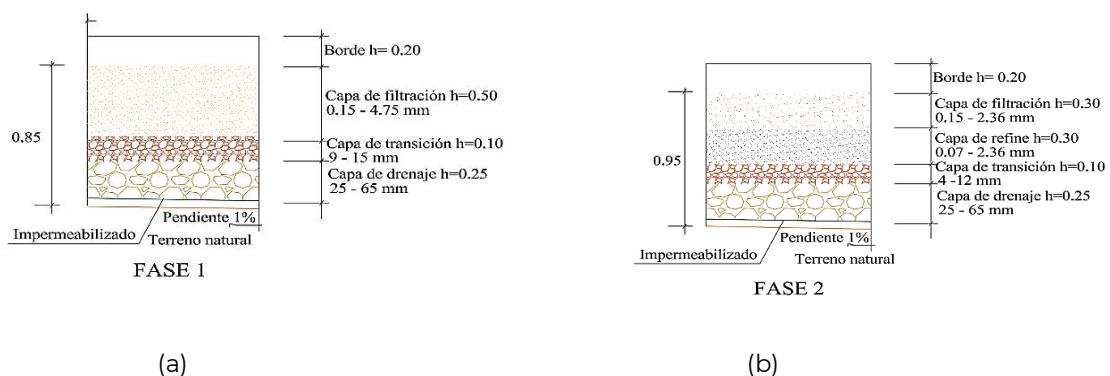 Borde h= 0.20
Capa de filtración h=0.50
0.15 - 4.75 mm
0.85
Capa de transición h=0.10
9 - 15 mm
Capa de drenaje h=0.25
25 - 65 mm
Pendiente 1%
Impermeabilizado
Terreno natural
FASE 1
(a)
Borde h= 0.20
Capa de filtración h=0.30
0.15 - 2.36 mm
0.95
Capa de refine h=0.30
0.07 - 2.36 mm
Capa de transición h=0.10
4 -12 mm
Capa de drenaje h=0.25
25 - 65 mm
Pendiente 1%
Impermeabilizado
Terreno natural
FASE 2
(b)